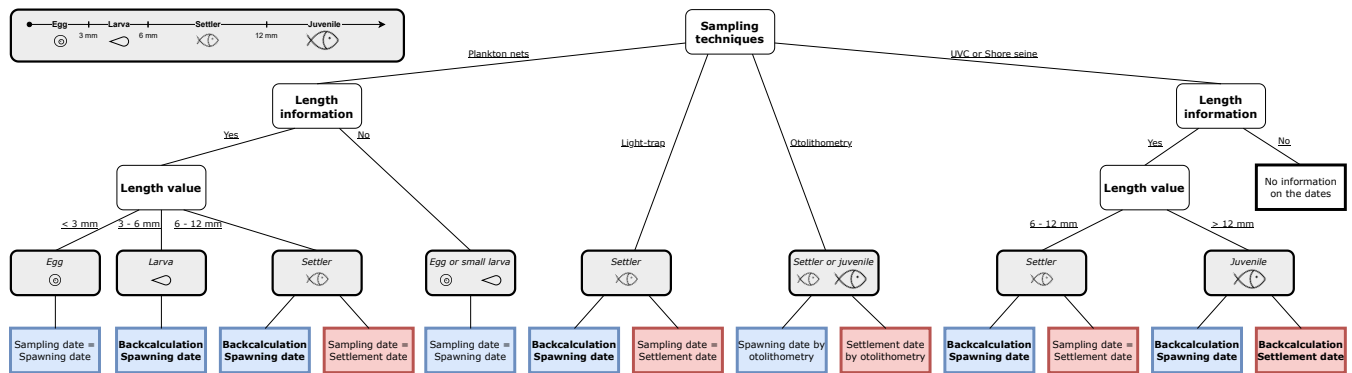 Egg
Larva
Settler
Juvenile
3 mm
6 mm
12 mm
Sampling
techniques
Plankton nets
UVC or Shore seine
Length
information
Length
information
Yes
No
Light-trap
Otolithometry
Yes
No
Length value
Length value
No information
on the dates
< 3 mm
3 - 6 mm
6 - 12 mm
6 - 12 mm
> 12 mm
Egg
Larva
Settler
Egg or small larva
Settler
Settler or juvenile
Settler
Juvenile
Sampling date =
Spawning date
Backcalculation
Spawning date
Backcalculation
Spawning date
Sampling date =
Settlement date
Sampling date =
Spawning date
Backcalculation
Spawning date
Sampling date =
Settlement date
Spawning date by
otolithometry
Settlement date
by otolithometry
Backcalculation
Spawning date
Sampling date =
Settlement date
Backcalculation
Spawning date
Backcalculation
Settlement date